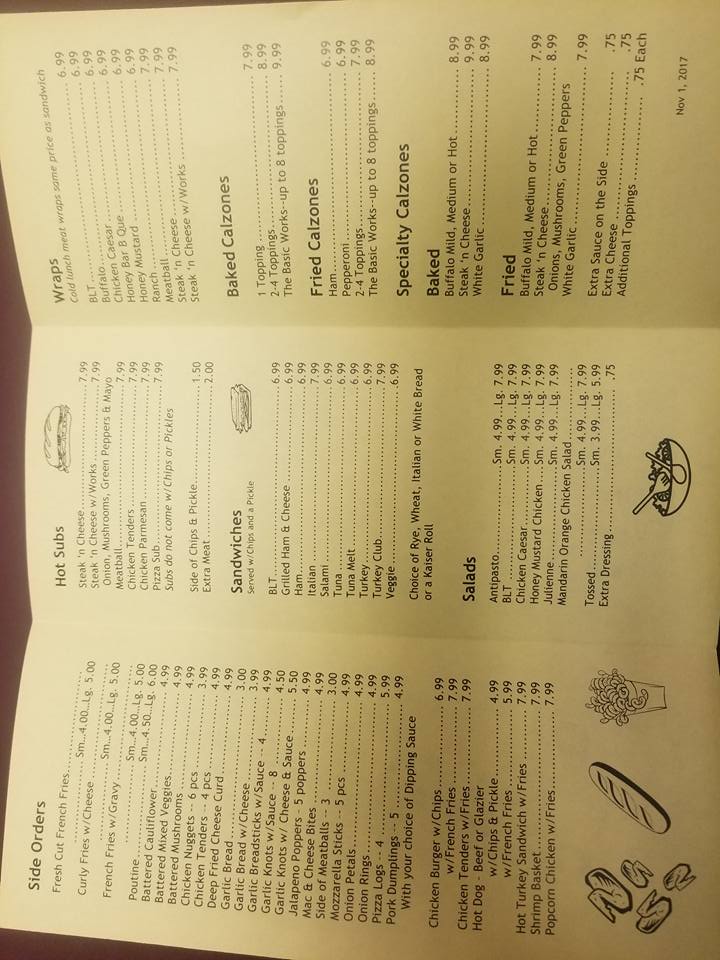 Side Orders
Fresh Cut French Fries..................
.................. Sm...4.00...Lg. 5.00
Curly Fries w/Cheese ..................
.................. Sm...4.00...Lg. 5.00
French Fries w/Gravy ..................
Poutine .................. Sm...4.00...Lg. 5.00
Battered Cauliflower........ Sm...4.50...Lg. 6.00
Battered Mixed Veggies ........ 4.99
Battered Mushrooms ........ 4.99
Chicken Nuggets -- 6 pcs ........ 4.99
Chicken Tenders -- 4 pcs ........ 3.99
Deep Fried Cheese Curd ........ 4.99
Garlic Bread ........ 4.99
Garlic Bread w/Cheese ........ 3.00
Garlic Breadsticks w/Sauce -- 4 ........ 3.99
Garlic Knots w/Sauce -- 8 ........ 4.99
Garlic Knots w/ Cheese & Sauce ........ 4.50
Jalapeno Poppers -- 5 poppers ........ 5.50
Mac & Cheese Bites ........ 4.99
Side of Meatballs -- 3 ........ 4.99
Mozzarella Sticks -- 5 pcs ........ 3.00
Onion Petals ........ 4.99
Onion Rings ........ 4.99
Pizza Logs -- 4 ........ 5.99
Pork Dumplings -- 5 ........ 4.99
With your choice of Dipping Sauce
Chicken Burger w/Chips ........ 6.99
w/French Fries ........ 7.99
Chicken Tenders w/Fries ........ 7.99
Hot Dog - Beef or Glazier
w/Chips & Pickle ........ 4.99
w/French Fries ........ 5.99
Hot Turkey Sandwich w/Fries ........ 7.99
Shrimp Basket ........ 7.99
Popcorn Chicken w/Fries ........ 7.99
Hot Subs
Steak 'n Cheese ........ 7.99
Steak 'n Cheese w/Works ........ 7.99
Onion, Mushrooms, Green Peppers & Mayo
Meatball ........ 7.99
Chicken Tenders ........ 7.99
Chicken Parmesan ........ 7.99
Pizza Sub ........ 7.99
Subs do not come w/Chips or Pickles
Side of Chips & Pickle ........ 1.50
Extra Meat ........ 2.00
Sandwiches
Served w/Chips and a Pickle
BLT ........ 6.99
Grilled Ham & Cheese ........ 6.99
Ham ........ 6.99
Italian ........ 7.99
Salami ........ 6.99
Tuna ........ 6.99
Tuna Melt ........ 6.99
Turkey ........ 6.99
Turkey Club ........ 7.99
Veggie ........ 6.99
Choice of Rye, Wheat, Italian or White Bread
or a Kaiser Roll
Salads
Antipasto ........ Sm. 4.99...Lg. 7.99
BLT ........ Sm. 4.99...Lg. 7.99
Chicken Caesar ........ Sm. 4.99...Lg. 7.99
Honey Mustard Chicken .... Sm. 4.99...Lg. 7.99
Julienne ........ Sm. 4.99...Lg. 7.99
Mandarin Orange Chicken Salad ........
........ Sm. 4.99...Lg. 7.99
Tossed ........ Sm. 3.99...Lg. 5.99
Extra Dressing ........ .75
Wraps
Cold lunch meat wraps same price as sandwich
BLT ........ 6.99
Buffalo ........ 6.99
Chicken Caesar ........ 6.99
Honey Bar B Que ........ 6.99
Honey Mustard ........ 6.99
Ranch ........ 6.99
Meatball ........ 7.99
Steak 'n Cheese ........ 7.99
Steak 'n Cheese w/Works ........ 7.99
Baked Calzones
1 Topping ........ 7.99
2-4 Toppings ........ 8.99
The Basic Works--up to 8 toppings ..... 9.99
Fried Calzones
Ham ........ 6.99
Pepperoni ........ 6.99
2-4 Toppings ........ 7.99
The Basic Works--up to 8 toppings ..... 8.99
Specialty Calzones
Baked
Buffalo Mild, Medium or Hot ........ 8.99
Steak 'n Cheese ........ 9.99
White Garlic ........ 8.99
Fried
Buffalo Mild, Medium or Hot ........ 7.99
Steak 'n Cheese ........ 8.99
Onions, Mushrooms, Green Peppers
White Garlic ........ 7.99
Extra Sauce on the Side ........ .75
Extra Cheese ........ .75
Additional Toppings ........ .75 Each
Nov 1, 2017